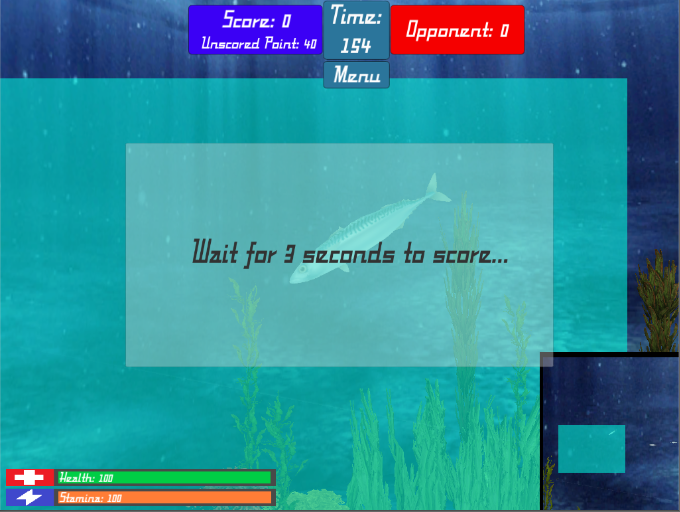 Score: 0
Unscored Point: 40
Time:
154
Opponent: 0
Menu
Wait for 3 seconds to score...
Health: 100
Stamina: 100